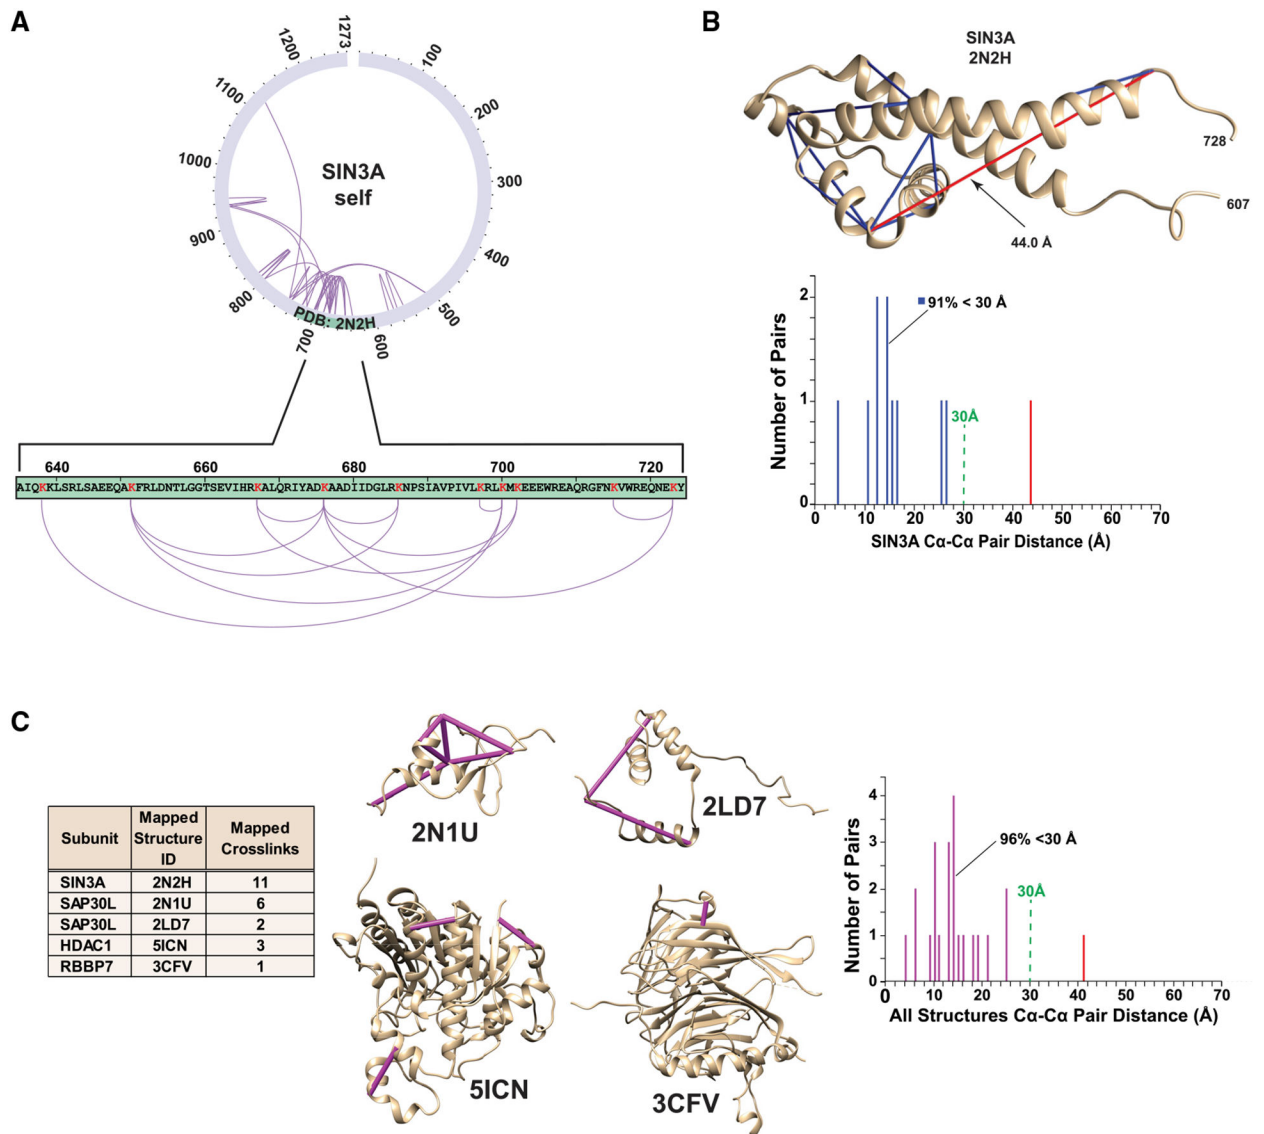 A
1273
100
200
300
400
500
600
700
800
900
1000
1100
1200
SIN3A
self
PDB: 2N2H
640 660 680 700 720
AIQKKLSRLSAEEQAKFRLDNTLGGTSEVIHRKALQRIYADKAADIIDGLRKNPSIAVPIVLKRLKMKEEEWREAQRGFNKVWREQNEKY
B
SIN3A
2N2H
728
607
44.0 Å
Number of Pairs
2
1
0
91% < 30 Å
30Å
0 10 20 30 40 50 60 70
SIN3A Cα-Cα Pair Distance (Å)
C
Subunit Mapped Structure ID Mapped Crosslinks
SIN3A 2N2H 11
SAP30L 2N1U 6
SAP30L 2LD7 2
HDAC1 5ICN 3
RBBP7 3CFV 1
2N1U
2LD7
5ICN
3CFV
Number of Pairs
4
3
2
1
0
96% <30 Å
30Å
0 10 20 30 40 50 60 70
All Structures Cα-Cα Pair Distance (Å)